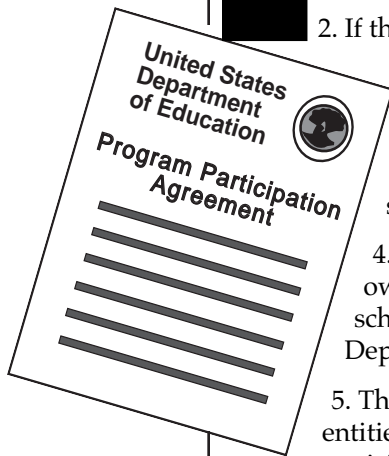 2. If th
United States
Department
of Education
Program Participation
Agreement
s
4.
ow
sch
Dep
5. Th
entitie